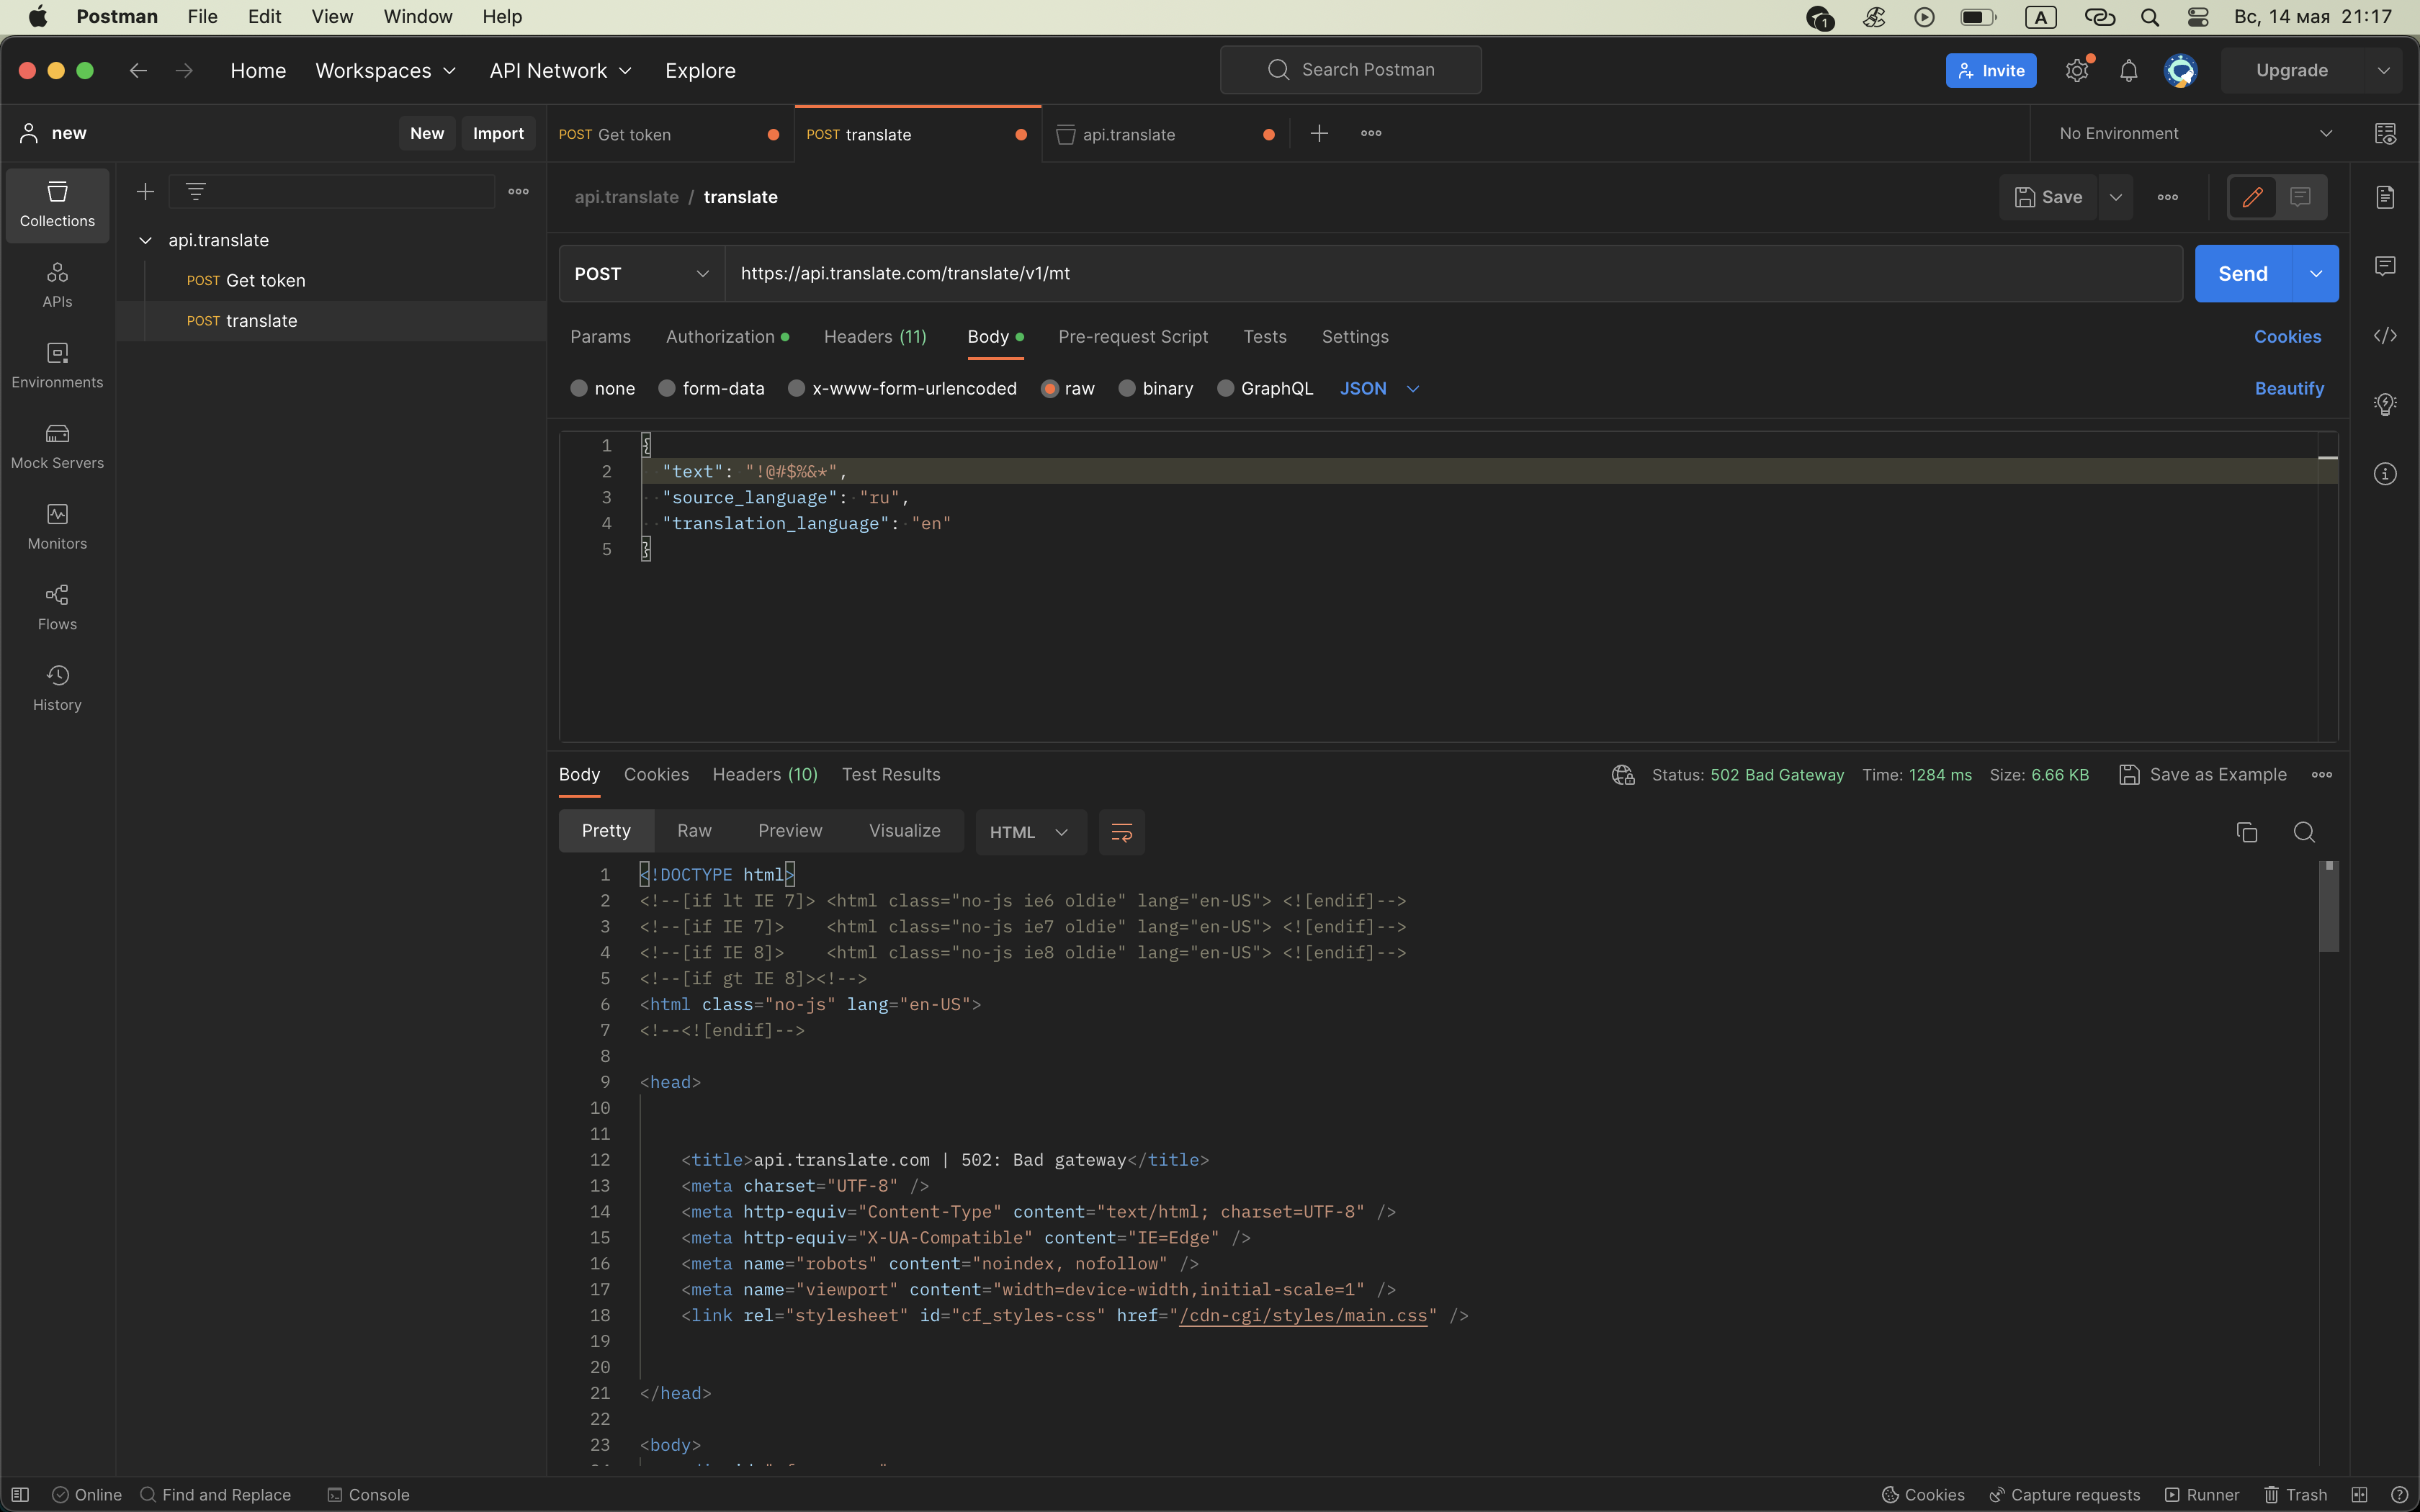 Postman File Edit View Window Help
1 A Вс, 14 мая 21:17
Home Workspaces API Network Explore Search Postman Invite Upgrade
new New Import POST Get token POST translate api.translate No Environment
Collections
APIs
Environments
Mock Servers
Monitors
Flows
History
api.translate
POST Get token
POST translate
api.translate / translate Save
POST https://api.translate.com/translate/v1/mt Send
Params Authorization Headers (11) Body Pre-request Script Tests Settings Cookies
none form-data x-www-form-urlencoded raw binary GraphQL JSON Beautify
1 {
2 "text": "!@#$%&*",
3 "source_language": "ru",
4 "translation_language": "en"
5 }
Body Cookies Headers (10) Test Results Status: 502 Bad Gateway Time: 1284 ms Size: 6.66 KB Save as Example
Pretty Raw Preview Visualize HTML
1 <!DOCTYPE html>
2 <!--[if lt IE 7]> <html class="no-js ie6 oldie" lang="en-US"> <![endif]-->
3 <!--[if IE 7]>    <html class="no-js ie7 oldie" lang="en-US"> <![endif]-->
4 <!--[if IE 8]>    <html class="no-js ie8 oldie" lang="en-US"> <![endif]-->
5 <!--[if gt IE 8]><!-->
6 <html class="no-js" lang="en-US">
7 <!--<![endif]-->
8
9 <head>
10
11
12 <title>api.translate.com | 502: Bad gateway</title>
13 <meta charset="UTF-8" />
14 <meta http-equiv="Content-Type" content="text/html; charset=UTF-8" />
15 <meta http-equiv="X-UA-Compatible" content="IE=Edge" />
16 <meta name="robots" content="noindex, nofollow" />
17 <meta name="viewport" content="width=device-width,initial-scale=1" />
18 <link rel="stylesheet" id="cf_styles-css" href="/cdn-cgi/styles/main.css" />
19
20
21 </head>
22
23 <body>
Online Find and Replace Console Cookies Capture requests Runner Trash